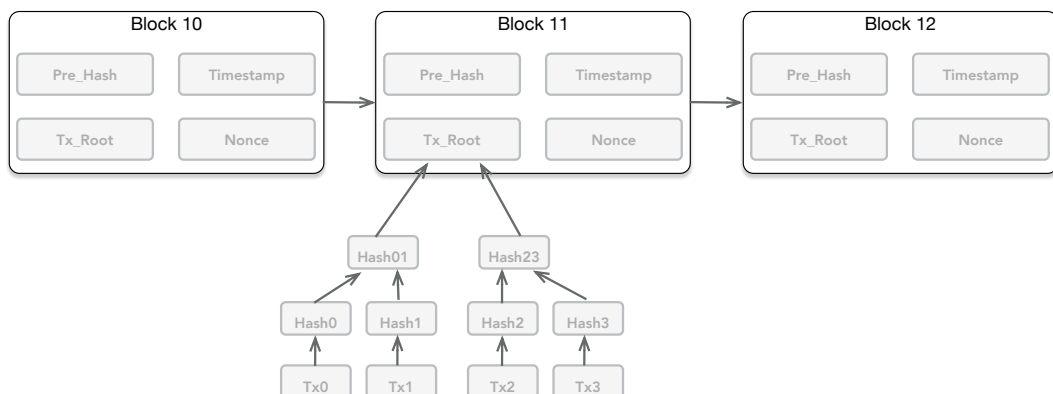 Block 10 Block 11 Block 12
Pre_Hash Timestamp Pre_Hash Timestamp Pre_Hash Timestamp
Tx_Root Nonce Tx_Root Nonce Tx_Root Nonce
Hash01 Hash23
Hash0 Hash1 Hash2 Hash3
Tx0 Tx1 Tx2 Tx3